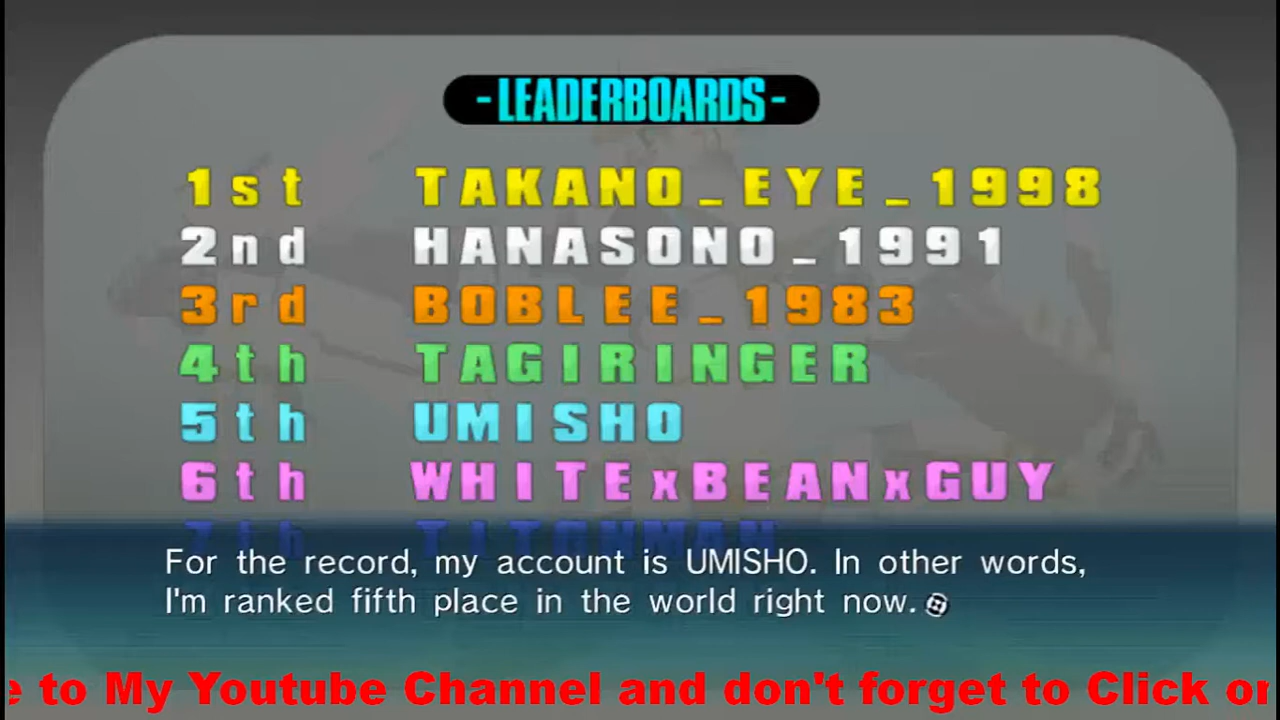 -LEADERBOARDS-
1st TAKANO_EYE_1998
2nd HANASONO_1991
3rd BOBLEE_1983
4th TAGIRINGER
5th UMISHO
6th WHITExBEANxGUY
7th
For the record, my account is UMISHO. In other words,
I'm ranked fifth place in the world right now.
to My Youtube Channel and don't forget to Click